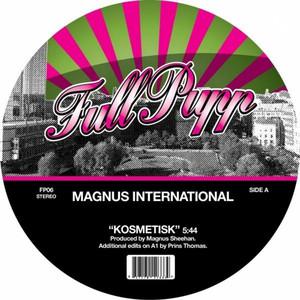 Full Pupp
FP06
STEREO
MAGNUS INTERNATIONAL
SIDE A
"KOSMETISK" 5:44
Produced by Magnus Sheehan.
Additional edits on A1 by Prins Thomas.